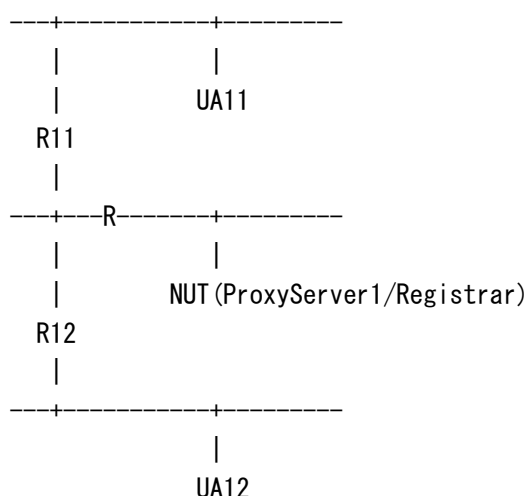 UA11
R11
R
NUT(ProxyServer1/Registrar)
R12
UA12